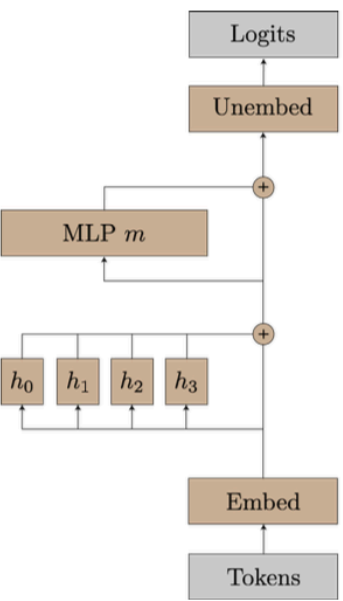 Logits
Unembed
+
MLP m
+
h₀ h₁ h₂ h₃
Embed
Tokens